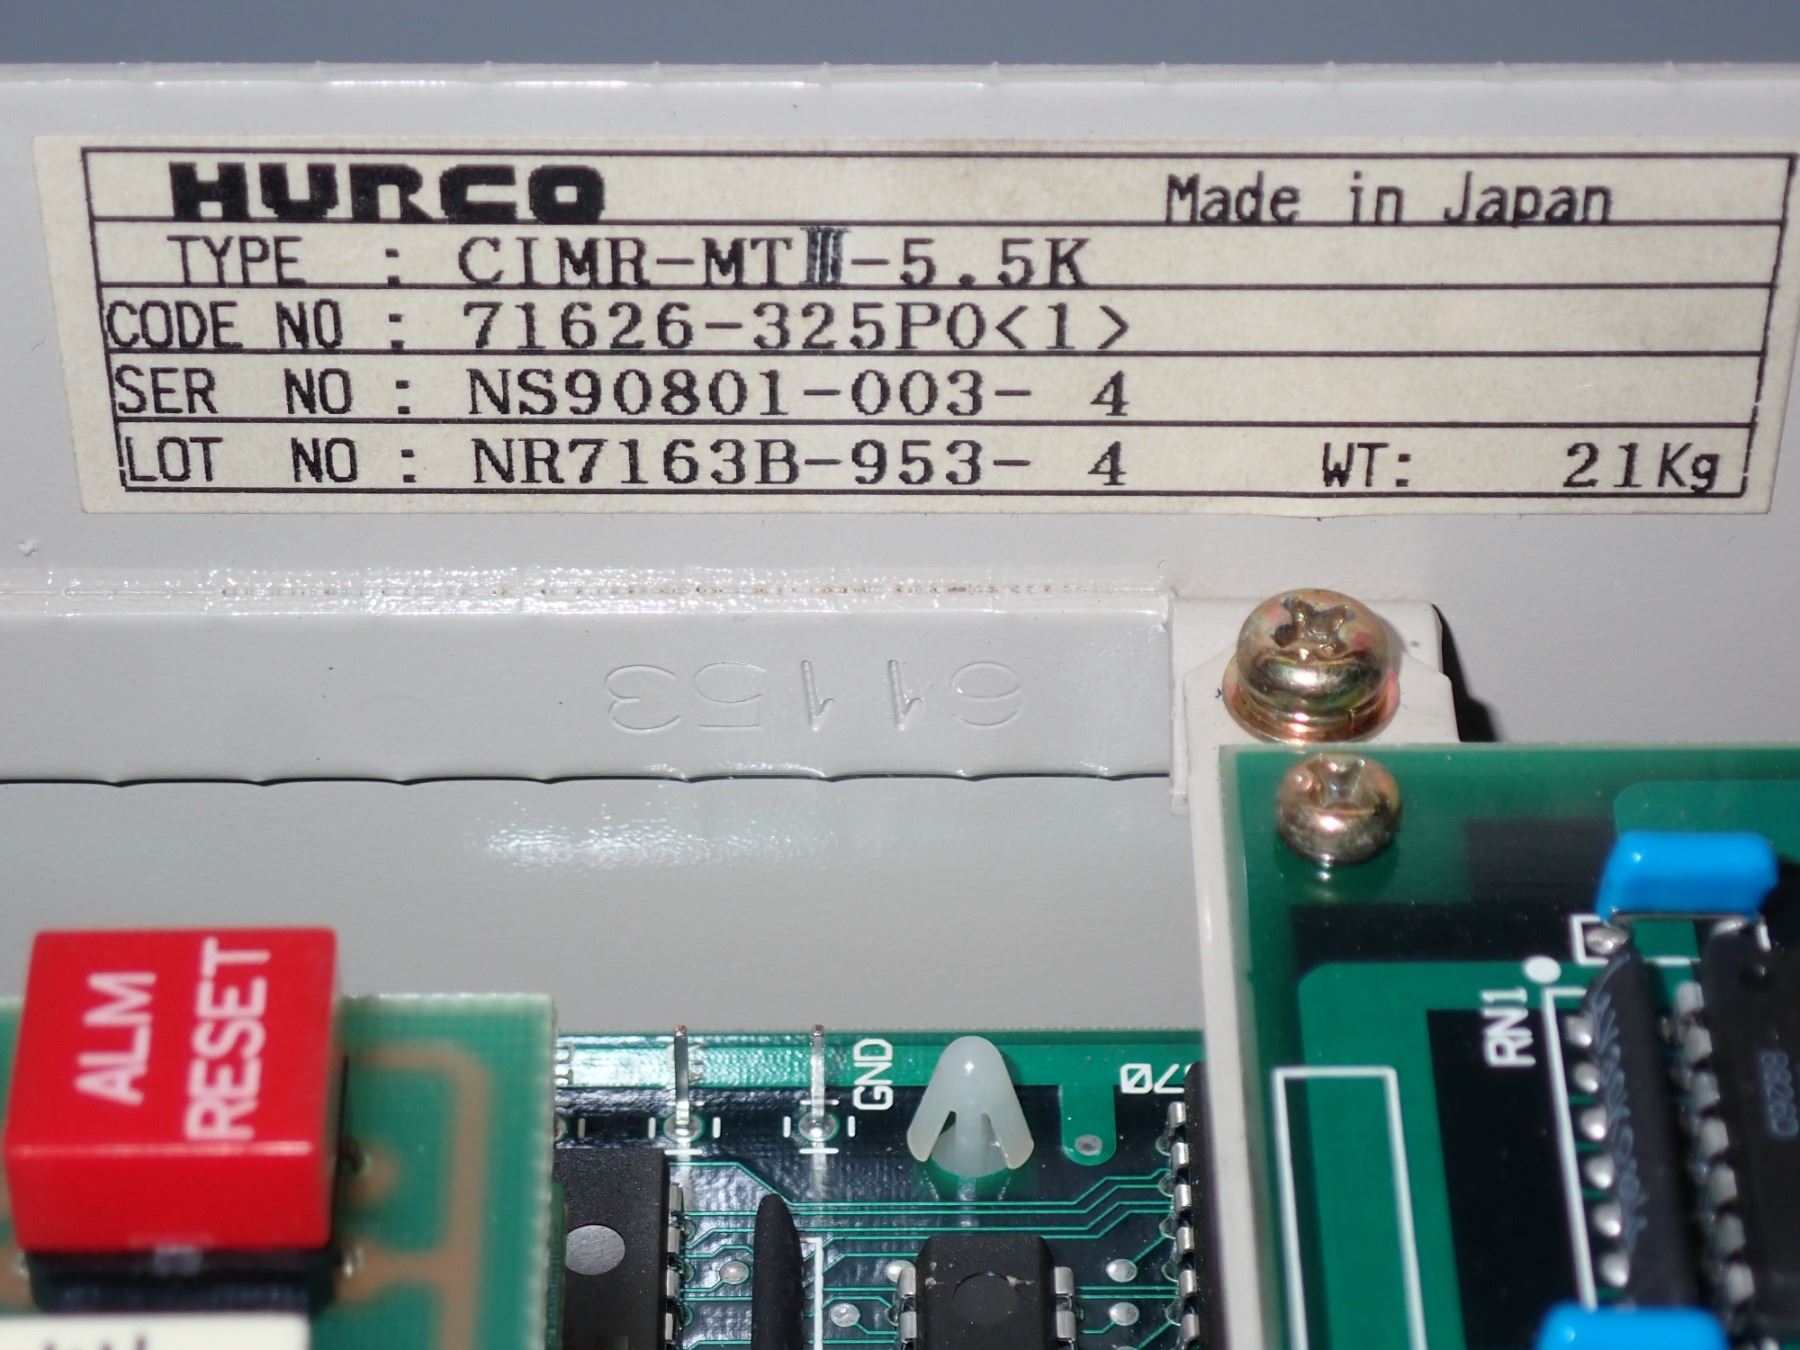 HURCO Made in Japan
TYPE : CIMR-MTIII-5.5K
CODE NO : 71626-325P0<1>
SER NO : NS90801-003- 4
LOT NO : NR7163B-953- 4 WT: 21Kg
61153
ALM
RESET
GND
RN1